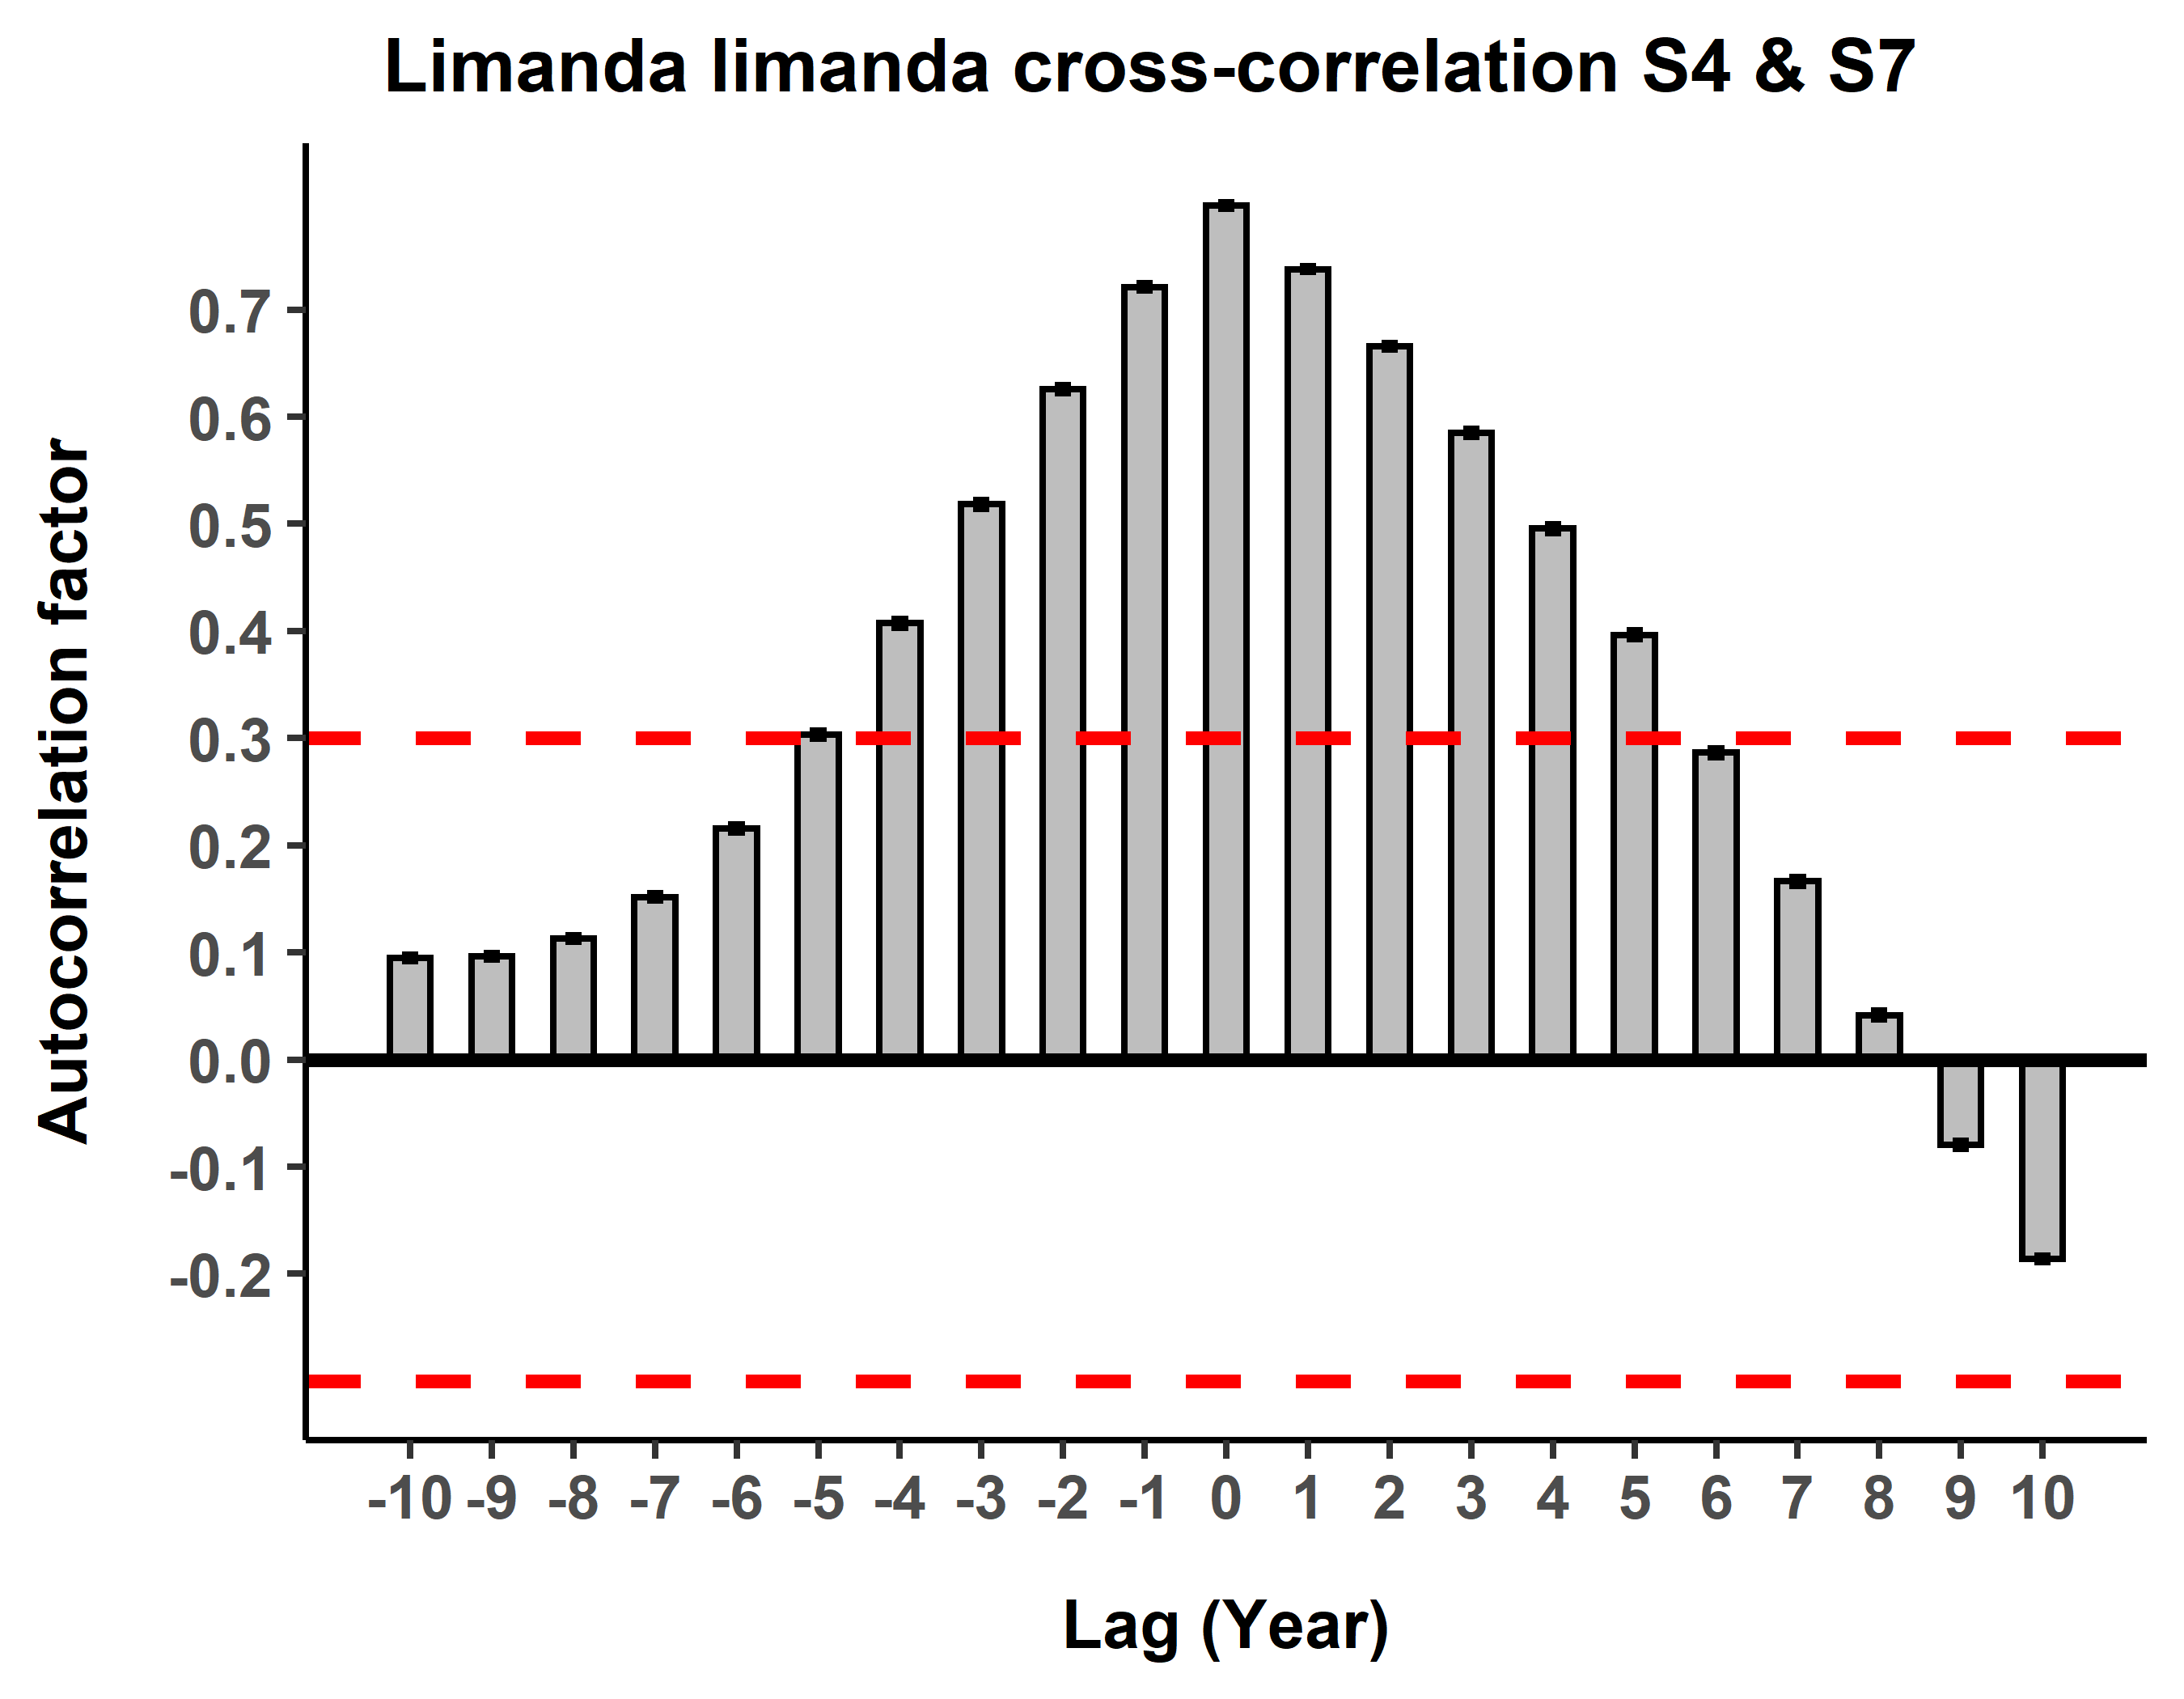 Limanda limanda cross-correlation S4 & S7
Autocorrelation factor
0.7
0.6
0.5
0.4
0.3
0.2
0.1
0.0
-0.1
-0.2
-10 -9 -8 -7 -6 -5 -4 -3 -2 -1 0 1 2 3 4 5 6 7 8 9 10
Lag (Year)